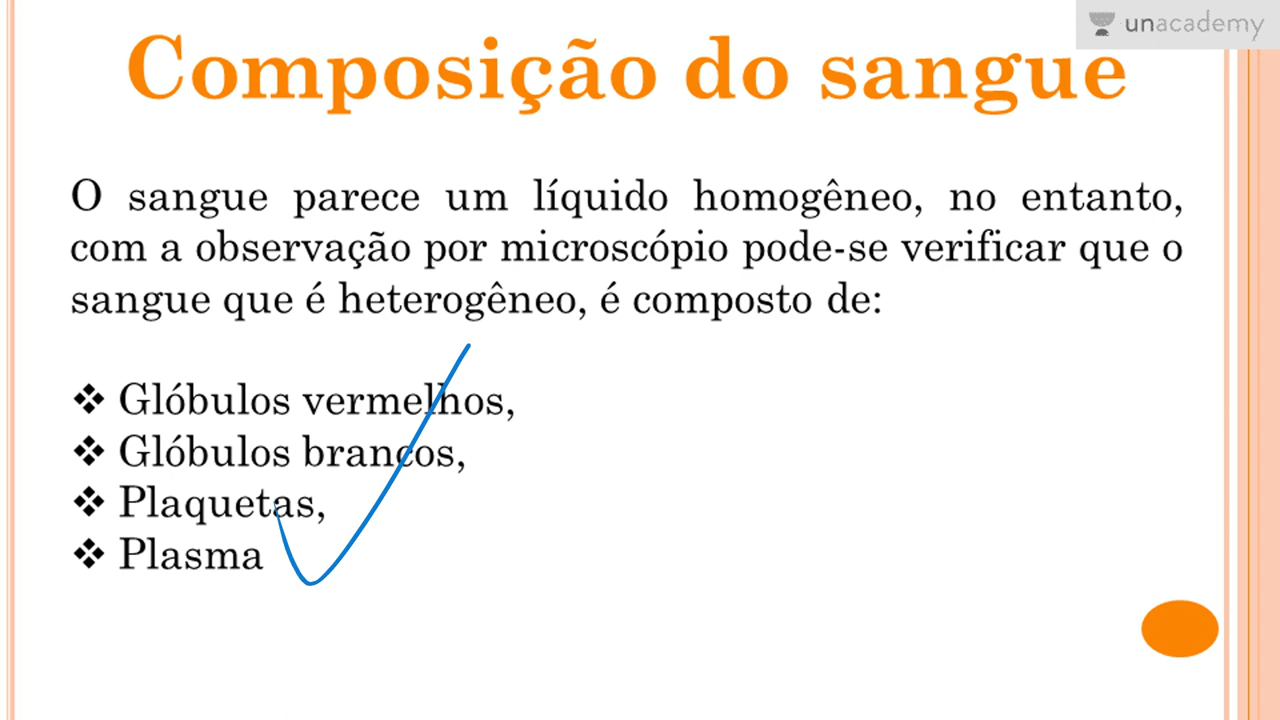 unacademy
Composição do sangue
O sangue parece um líquido homogêneo, no entanto,
com a observação por microscópio pode-se verificar que o
sangue que é heterogêneo, é composto de:
❖ Glóbulos vermelhos,
❖ Glóbulos brancos,
❖ Plaquetas,
❖ Plasma